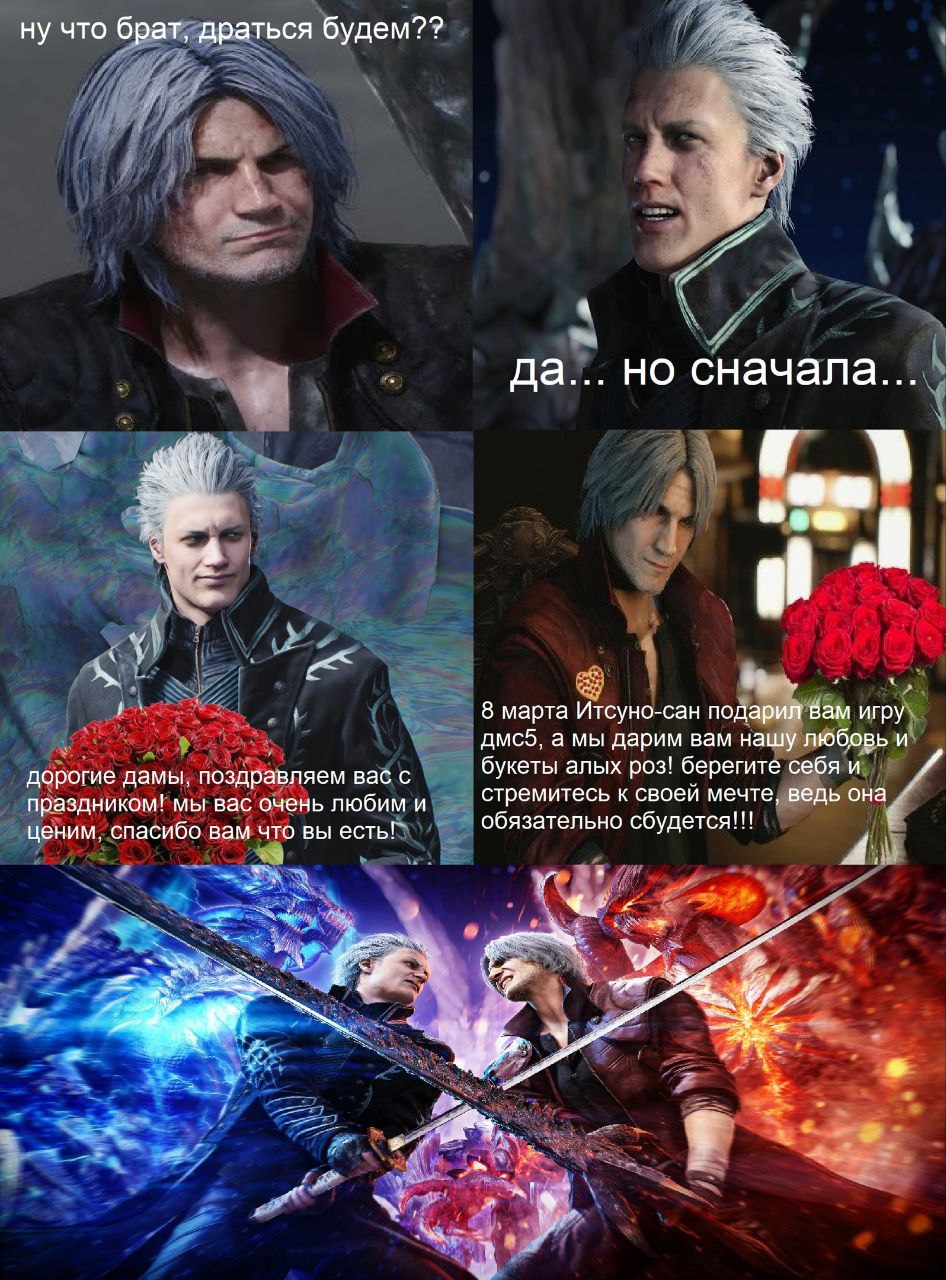 ну что брат, драться будем??
да... но сначала...
дорогие дамы, поздравляем вас с
праздником! мы вас очень любим и
ценим, спасибо вам что вы есть!
8 марта Итсуно-сан подарил вам игру
дмс5, а мы дарим вам нашу любовь и
букеты алых роз! берегите себя и
стремитесь к своей мечте, ведь она
обязательно сбудется!!!